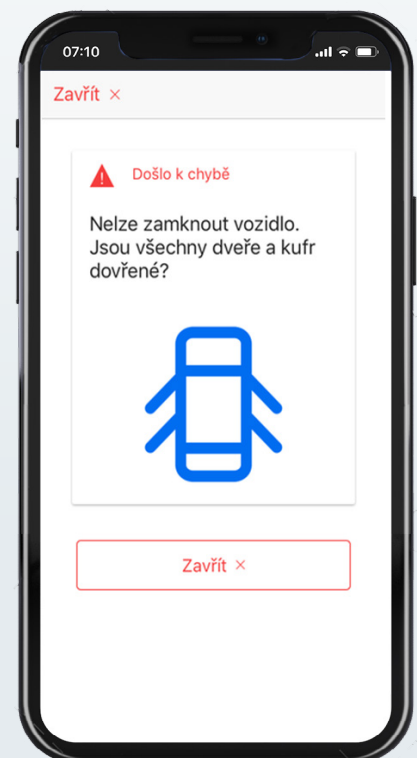 07:10
Zavřít ×
Došlo k chybě
Nelze zamknout vozidlo.
Jsou všechny dveře a kufr
dovřené?
Zavřít ×